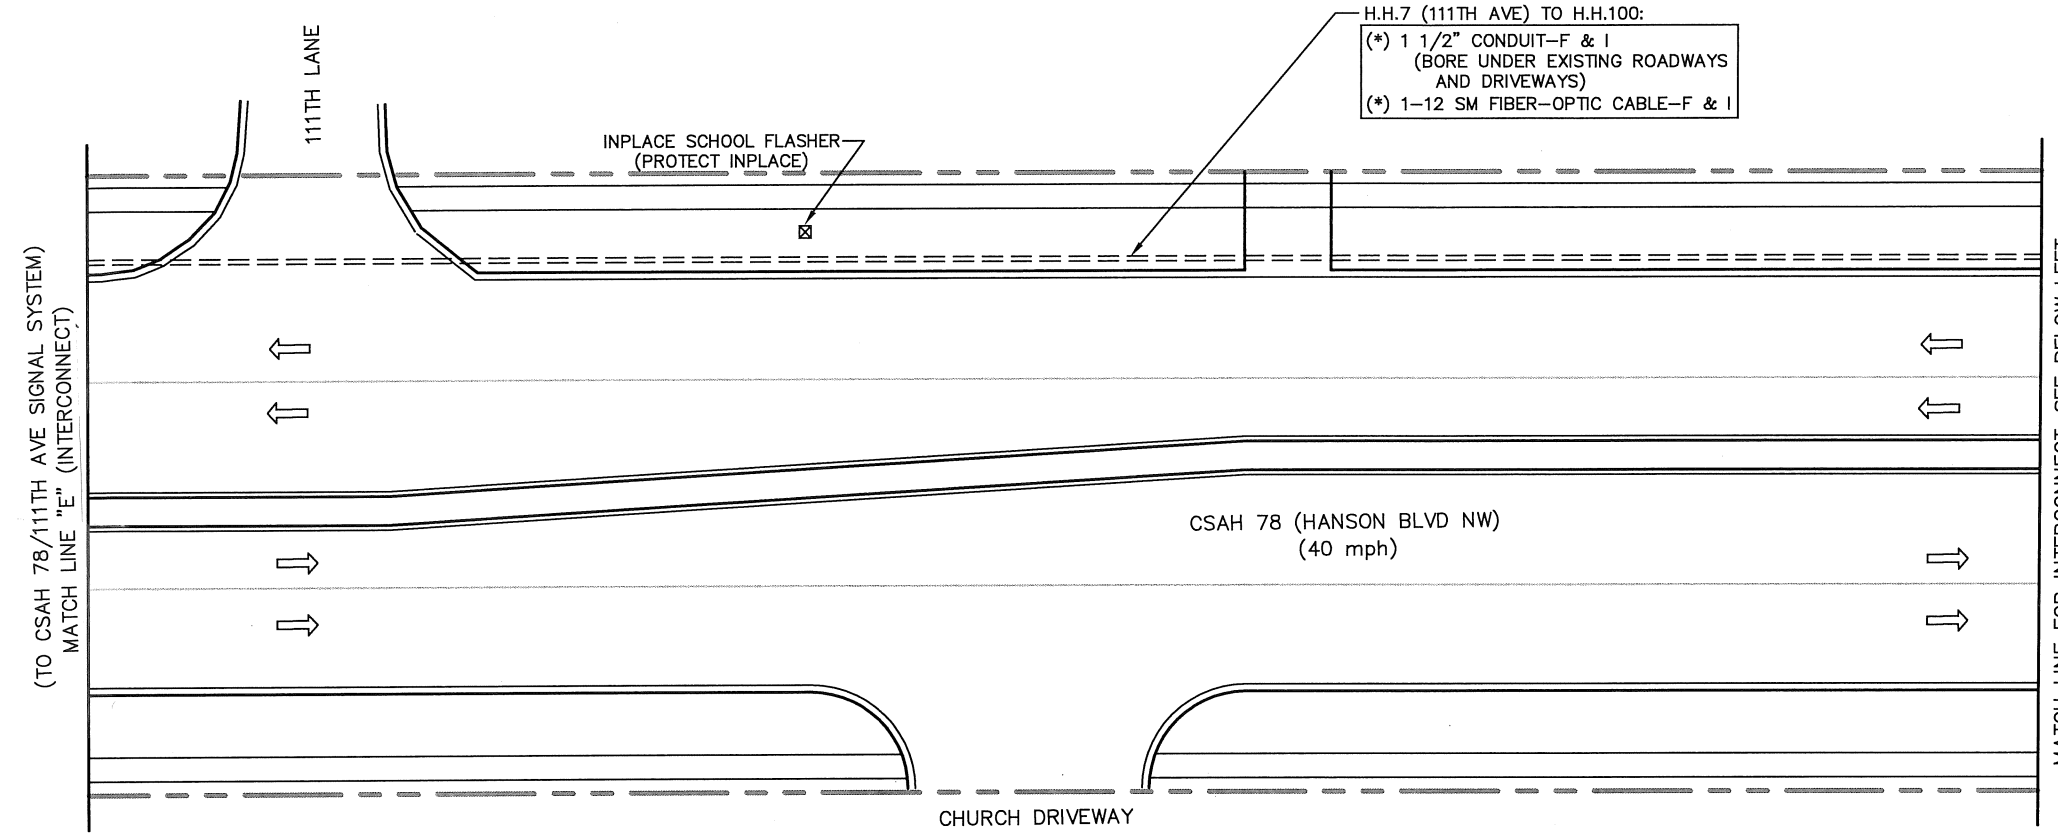 H.H.7 (111TH AVE) TO H.H.100:
(*) 1 1/2" CONDUIT–F & I
(BORE UNDER EXISTING ROADWAYS
AND DRIVEWAYS)
(*) 1–12 SM FIBER–OPTIC CABLE–F & I
111TH LANE
INPLACE SCHOOL FLASHER
(PROTECT INPLACE)
(TO CSAH 78/111TH AVE SIGNAL SYSTEM)
MATCH LINE "E" (INTERCONNECT)
CSAH 78 (HANSON BLVD NW)
(40 mph)
CHURCH DRIVEWAY